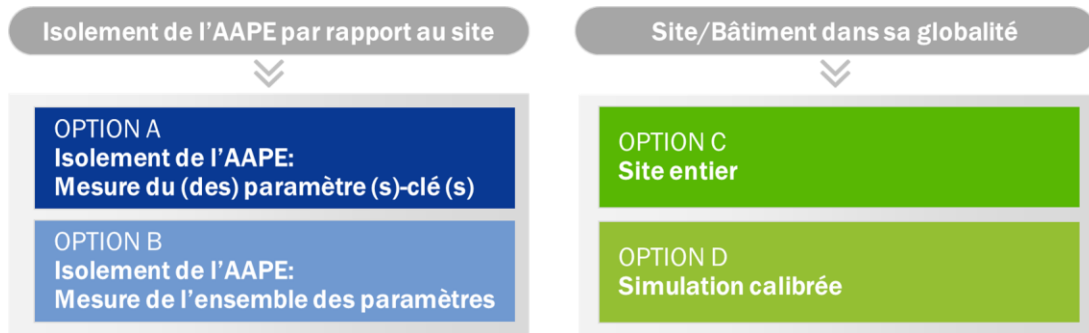 Isolement de l'AAPE par rapport au site
OPTION A
Isolement de l'AAPE:
Mesure du (des) paramètre (s)-clé (s)
OPTION B
Isolement de l'AAPE:
Mesure de l'ensemble des paramètres
Site/Bâtiment dans sa globalité
OPTION C
Site entier
OPTION D
Simulation calibrée